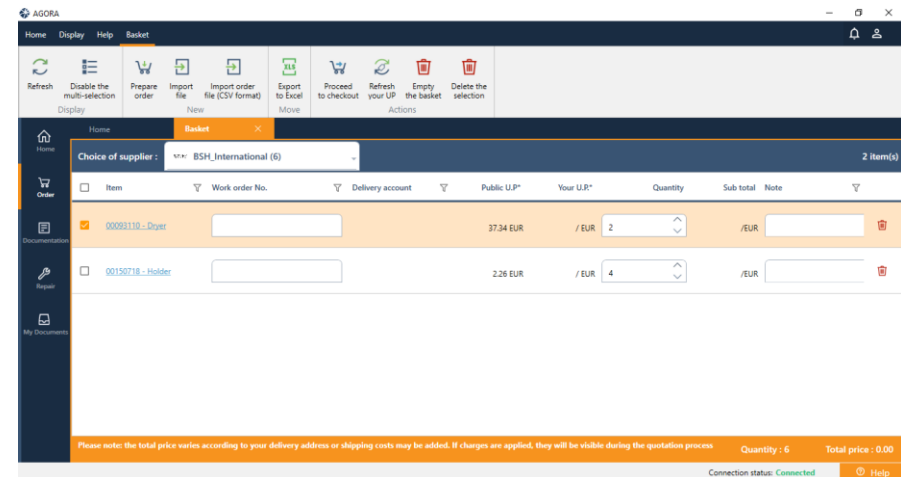 AGORA
Home Display Help Basket
Refresh
Disable the
multi-selection
Display
Prepare
order
Import
file
Import order
file (CSV format)
New
XLS
Export
to Excel
Move
Proceed
to checkout
Refresh
your UP
Empty
the basket
Delete the
selection
Actions
Home
Order
Documentation
Repair
My Documents
Home Basket
Choice of supplier : BSH_International (6) 2 item(s)
Item Work order No. Delivery account Public U.P* Your U.P.* Quantity Sub total Note
00093110 - Dryer 37.34 EUR / EUR 2 /EUR
00150718 - Holder 2.26 EUR / EUR 4 /EUR
Please note: the total price varies according to your delivery address or shipping costs may be added. If charges are applied, they will be visible during the quotation process Quantity : 6 Total price : 0.00
Connection status: Connected Help